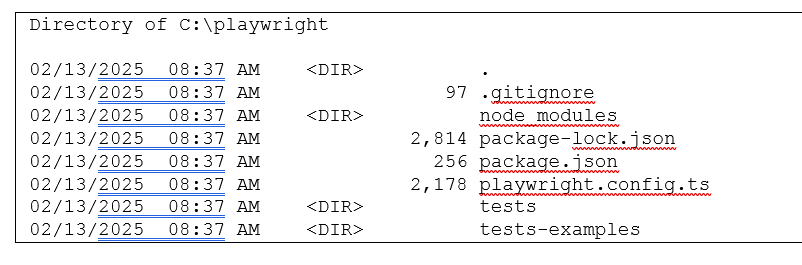 Directory of C:\playwright
02/13/2025  08:37 AM    <DIR>          .
02/13/2025  08:37 AM                97 .gitignore
02/13/2025  08:37 AM    <DIR>          node_modules
02/13/2025  08:37 AM             2,814 package-lock.json
02/13/2025  08:37 AM               256 package.json
02/13/2025  08:37 AM             2,178 playwright.config.ts
02/13/2025  08:37 AM    <DIR>          tests
02/13/2025  08:37 AM    <DIR>          tests-examples